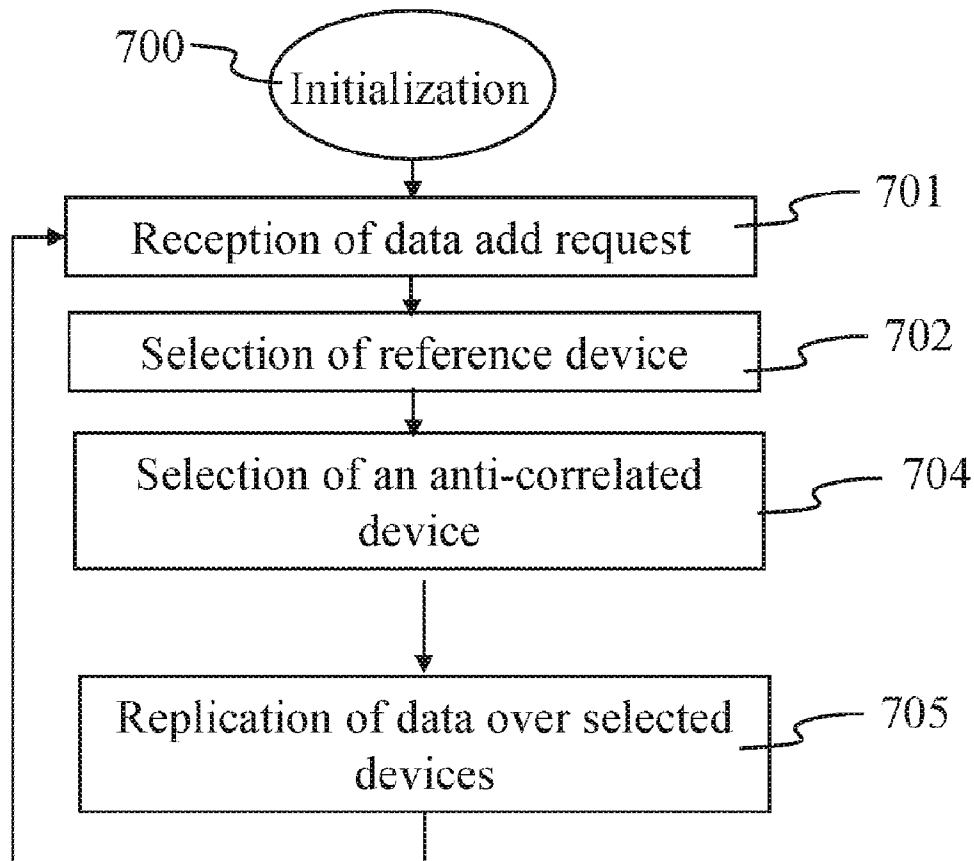 700
Initialization
701
Reception of data add request
702
Selection of reference device
704
Selection of an anti-correlated
device
705
Replication of data over selected
devices